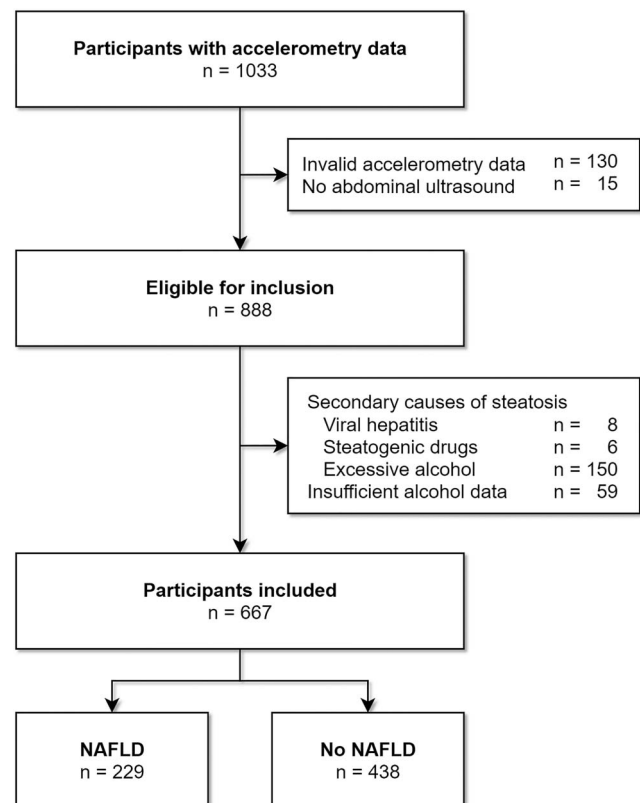 Participants with accelerometry data
n = 1033
Invalid accelerometry data n = 130
No abdominal ultrasound n = 15
Eligible for inclusion
n = 888
Secondary causes of steatosis
Viral hepatitis n = 8
Steatogenic drugs n = 6
Excessive alcohol n = 150
Insufficient alcohol data n = 59
Participants included
n = 667
NAFLD
n = 229
No NAFLD
n = 438